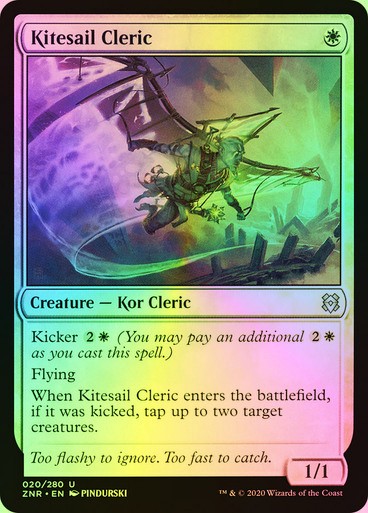 Kitesail Cleric
Creature — Kor Cleric
Kicker 2 (You may pay an additional 2
as you cast this spell.)
Flying
When Kitesail Cleric enters the battlefield,
if it was kicked, tap up to two target
creatures.
Too flashy to ignore. Too fast to catch.
1/1
020/280 U
ZNR • EN PINDURSKI
™ & © 2020 Wizards of the Coast